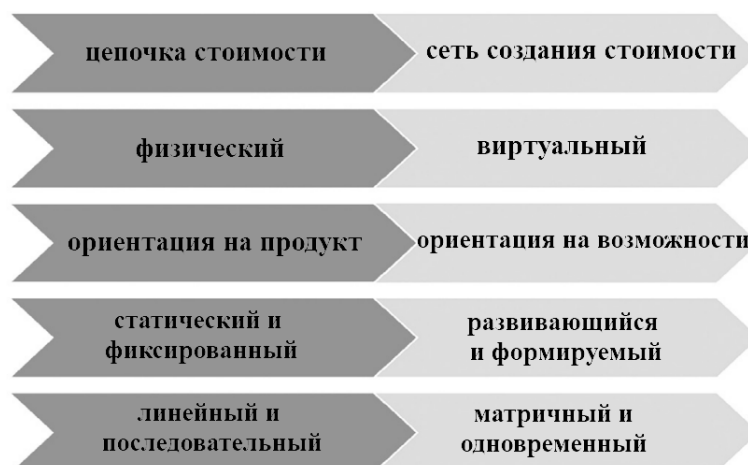 цепочка стоимости
сеть создания стоимости
физический
виртуальный
ориентация на продукт
ориентация на возможности
статический и
фиксированный
развивающийся
и формируемый
линейный и
последовательный
матричный и
одновременный